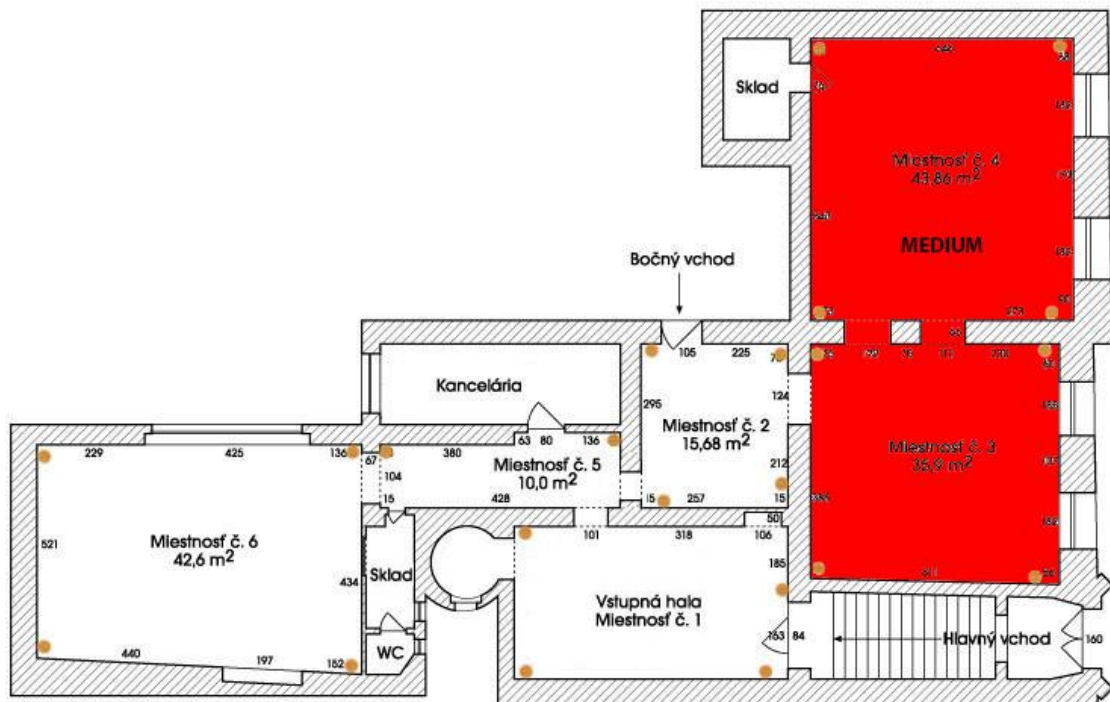 Sklad
Miestnosť č. 4
43,86 m²
MEDIUM
Bočný vchod
105
225
Kancelária
295
124
Miestnosť č. 2
15,68 m²
Miestnosť č. 3
35,9 m²
63
80
136
212
229
425
136
67
380
Miestnosť č. 5
10,0 m²
104
15
428
15
257
15
50
521
Miestnosť č. 6
42,6 m²
434
Sklad
101
318
106
185
Vstupná hala
Miestnosť č. 1
163
84
Hlavný vchod
160
WC
440
197
152